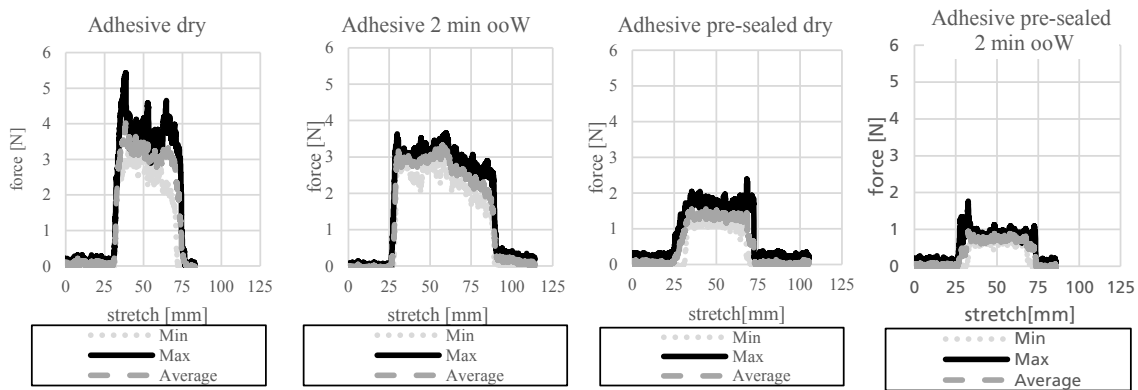 Adhesive dry
6
5
4
3
2
1
0
force [N]
0 25 50 75 100 125
stretch [mm]
Min
Max
Average
Adhesive 2 min ooW
6
5
4
3
2
1
0
force [N]
0 25 50 75 100 125
stretch [mm]
Min
Max
Average
Adhesive pre-sealed dry
6
5
4
3
2
1
0
force [N]
0 25 50 75 100 125
stretch [mm]
Min
Max
Average
Adhesive pre-sealed
2 min ooW
6
5
4
3
2
1
0
force [N]
0 25 50 75 100 125
stretch[mm]
Min
Max
Average